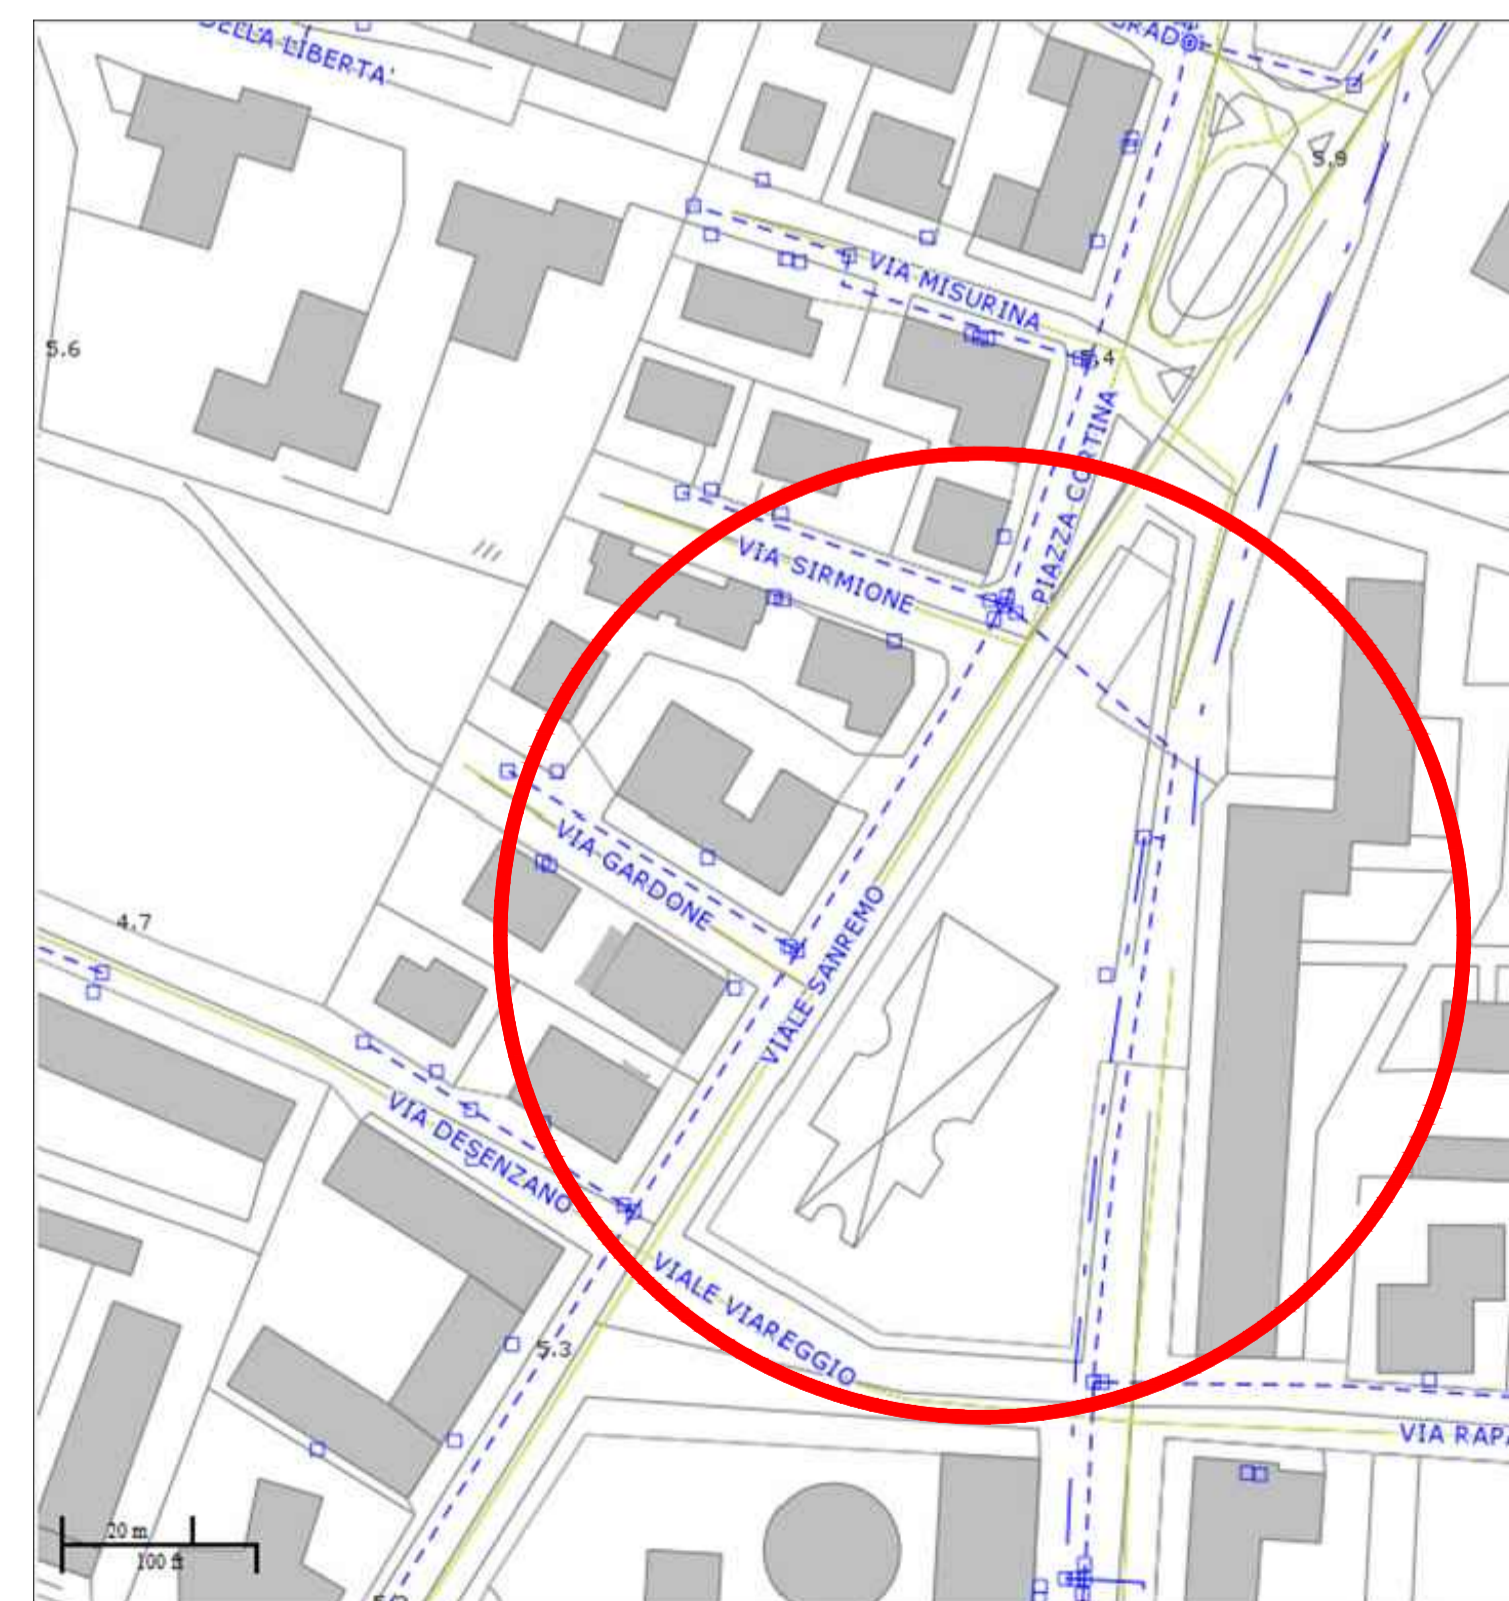 DELLA LIBERTA'
5.9
VIA MISURINA
5.6
5.4
PIAZZA CORTINA
VIA SIRMIONE
VIA GARDONE
4.7
VIALE SANREMO
VIA DESENZANO
VIALE VIAREGGIO
5.3
VIA RAPA
20 m
100 ft